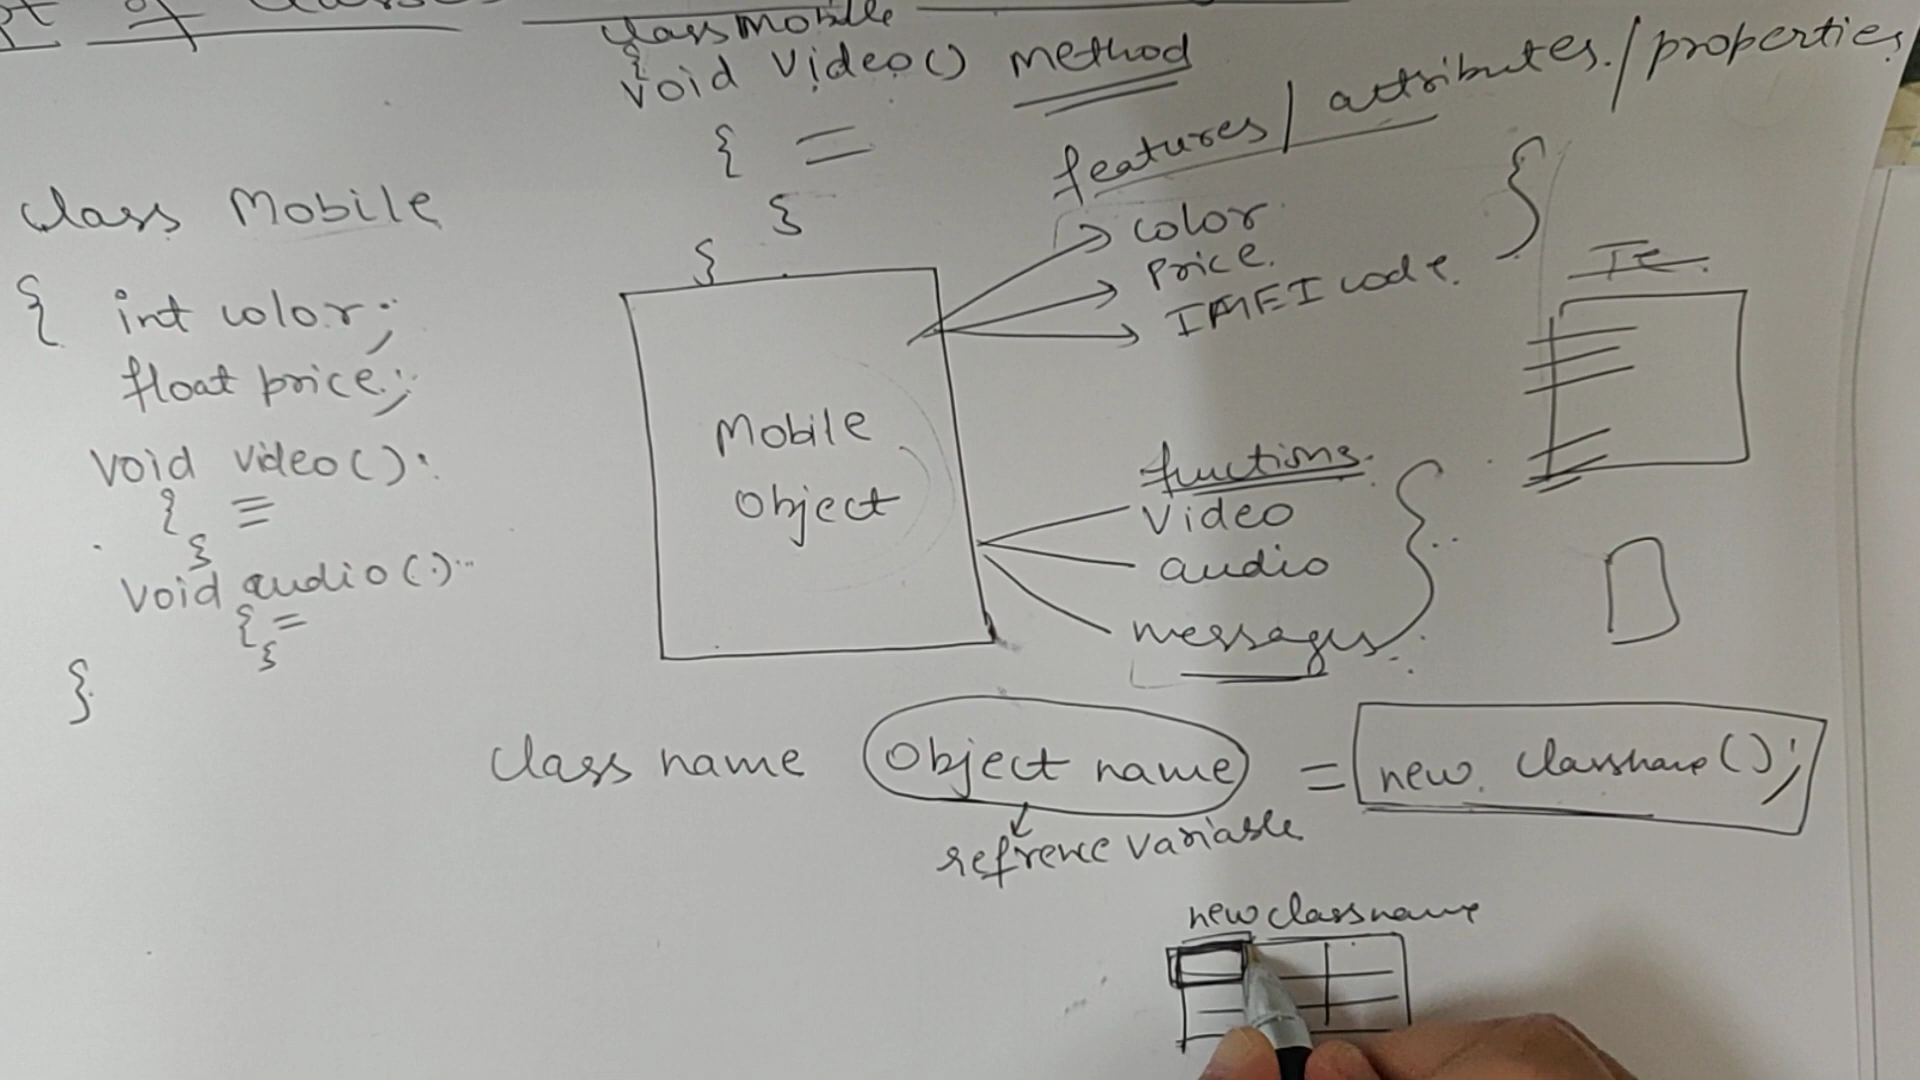 of classe
class Mobile
{
void Video() method
{ =
}
}
features / attributes. / properties
color
Price.
IMEI code.
class Mobile
{ int color;
float price;
void video()
{ =
}
void audio()
{ =
}
}
Mobile
Object
functions.
Video
audio
messages
class name Object name = new classname();
refrence variable
new classname